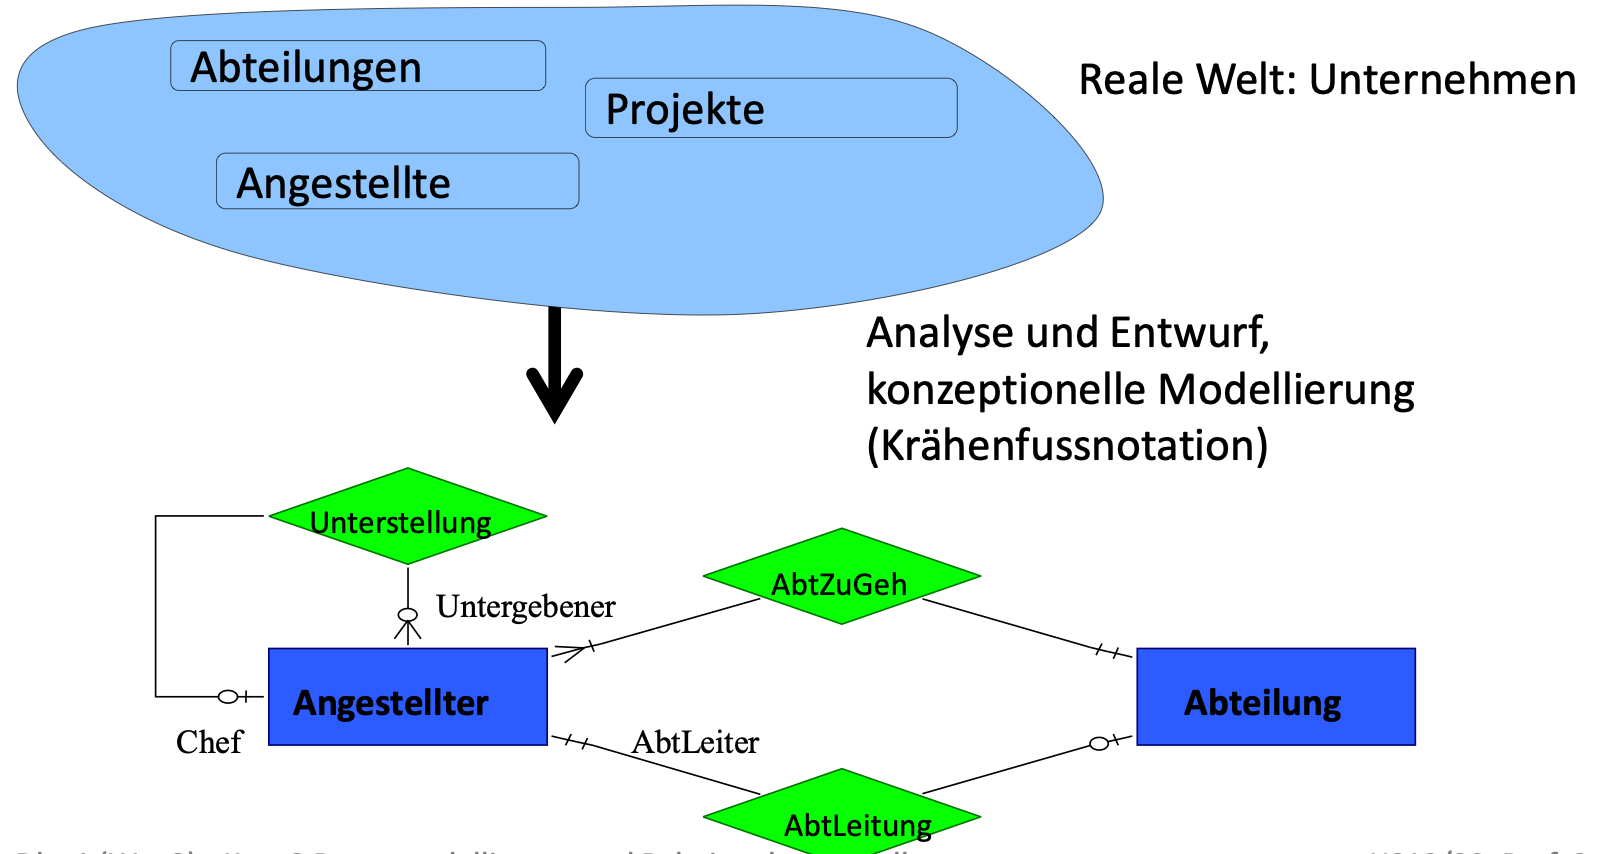 Abteilungen
Projekte
Angestellte
Reale Welt: Unternehmen
Analyse und Entwurf,
konzeptionelle Modellierung
(Krähenfussnotation)
Unterstellung
AbtZuGeh
Untergebener
Angestellter
Abteilung
Chef
AbtLeiter
AbtLeitung